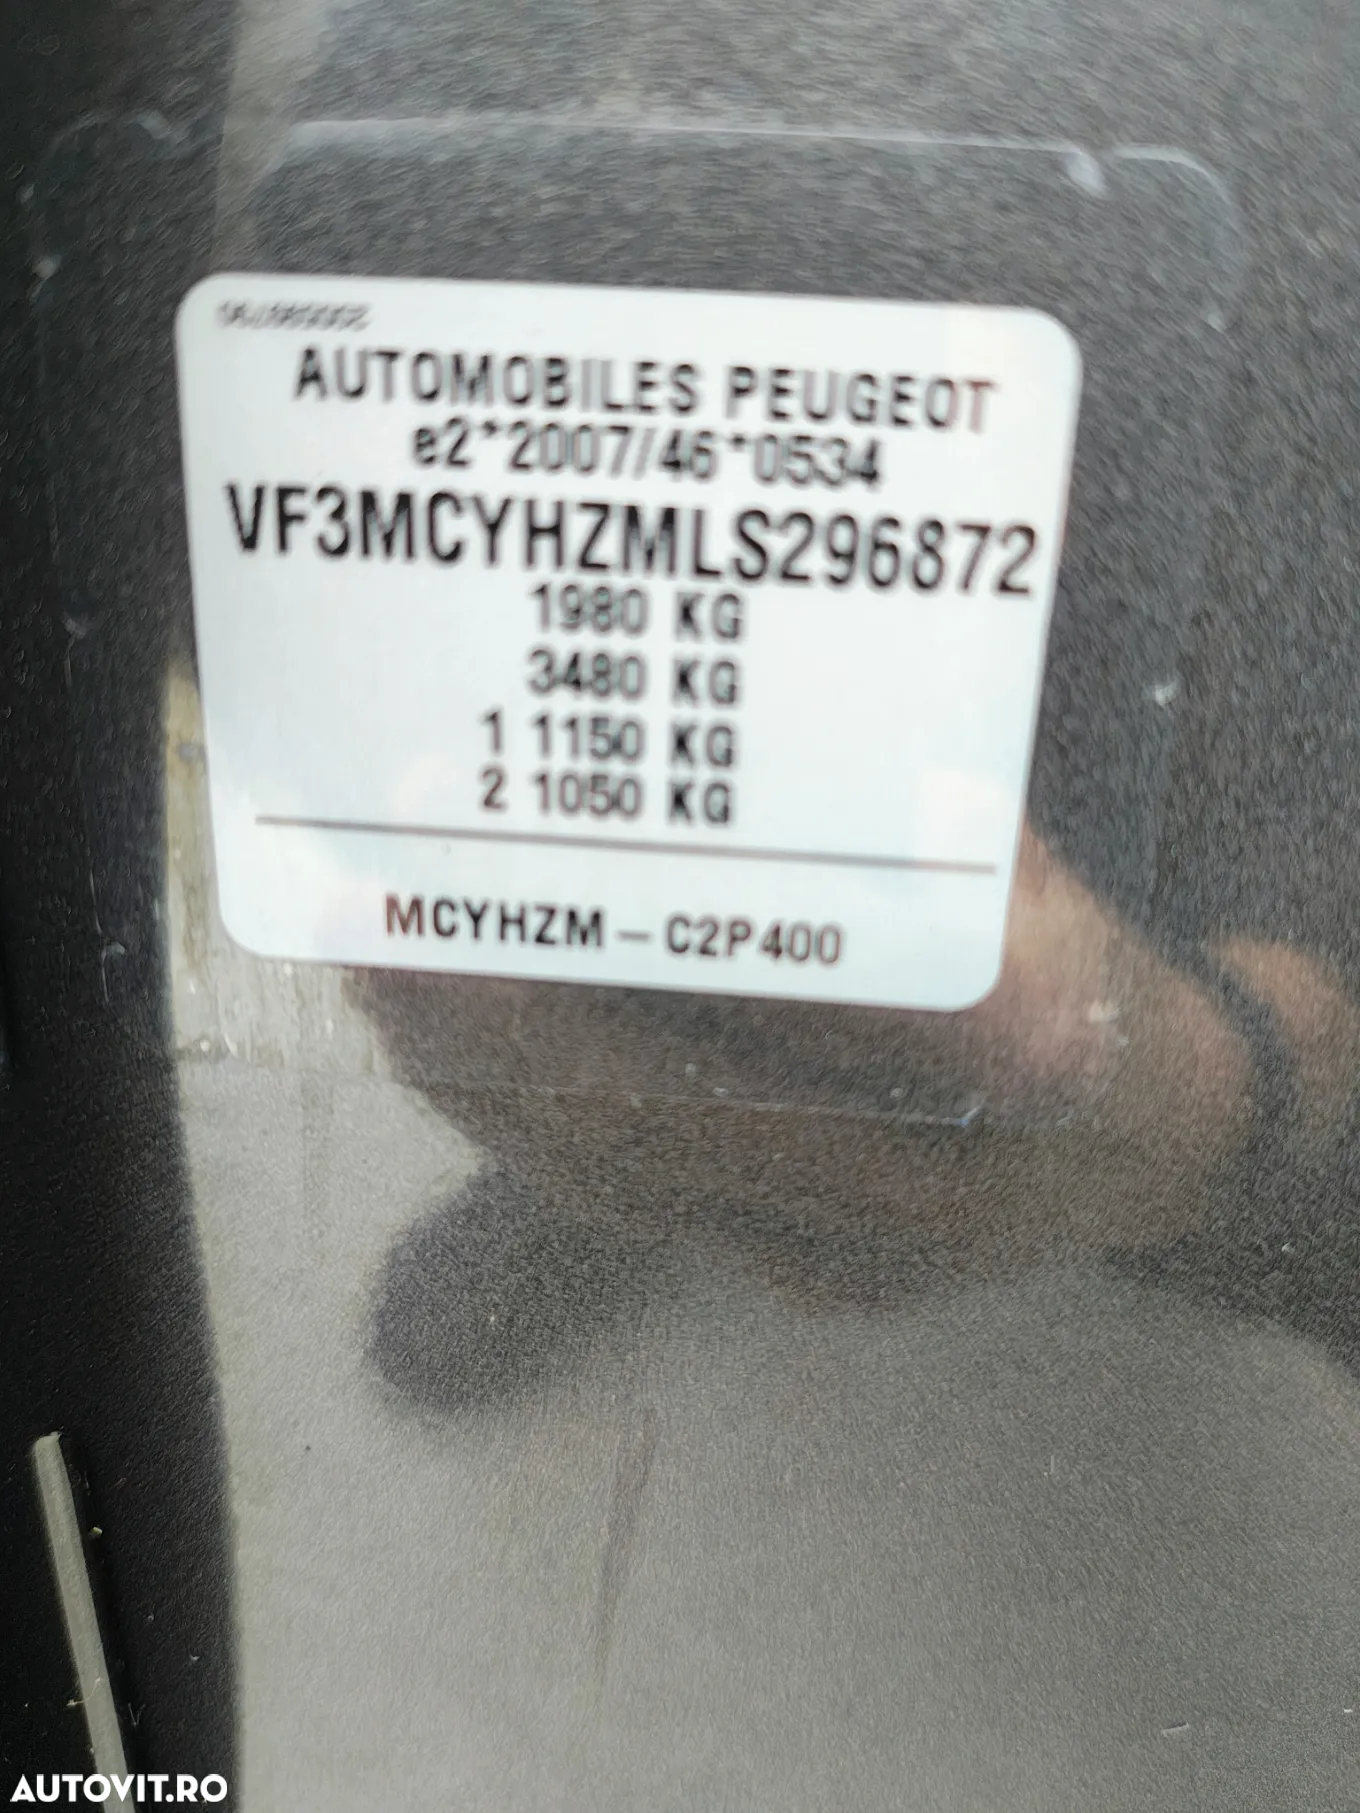 AUTOMOBILES PEUGEOT
e2*2007/46*0534
VF3MCYHZMLS296872
1980 KG
3480 KG
1 1150 KG
2 1050 KG
MCYHZM – C2P400
AUTOVIT.RO